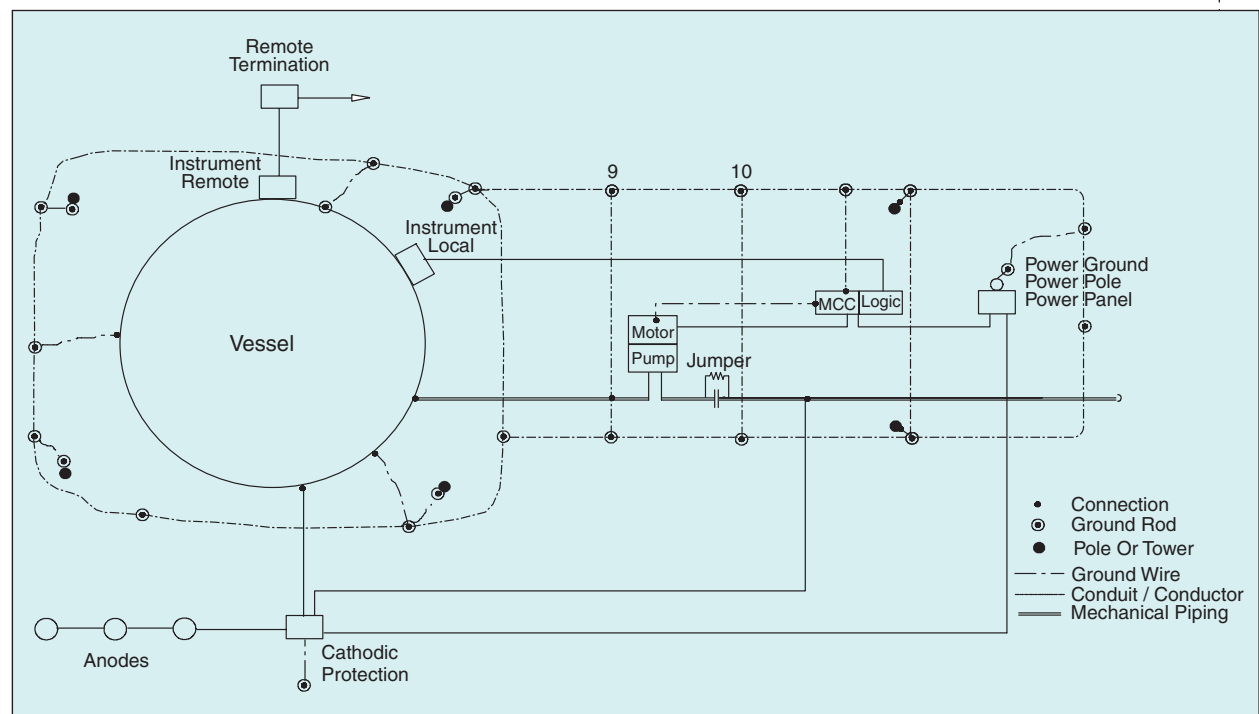 Remote
Termination
Instrument
Remote
9
10
Instrument
Local
Power Ground
Power Pole
Power Panel
MCC
Logic
Motor
Pump
Jumper
Vessel
Connection
Ground Rod
Pole Or Tower
Ground Wire
Conduit / Conductor
Mechanical Piping
Anodes
Cathodic
Protection